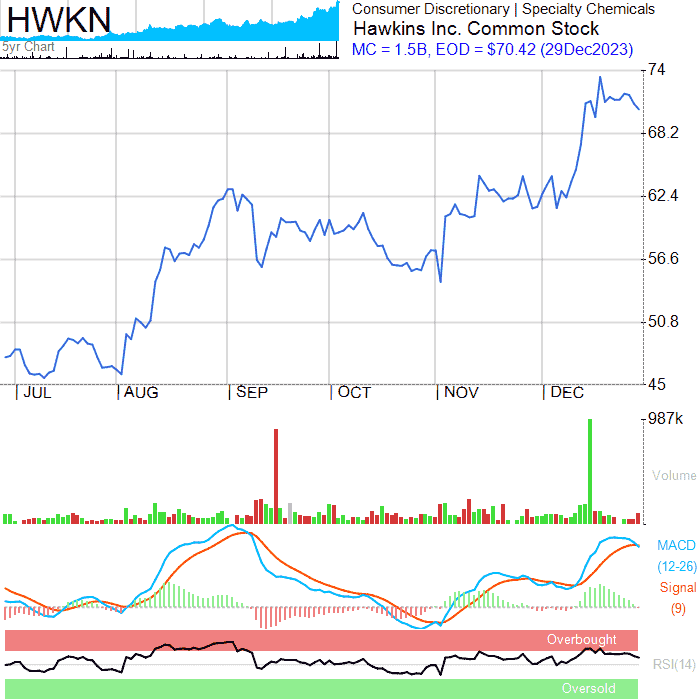 HWKN
5yr Chart
Consumer Discretionary | Specialty Chemicals
Hawkins Inc. Common Stock
MC = 1.5B, EOD = $70.42 (29Dec2023)
74
68.2
62.4
56.6
50.8
45
JUL AUG SEP OCT NOV DEC
987k
Volume
MACD
(12-26)
Signal
(9)
Overbought
RSI(14)
Oversold